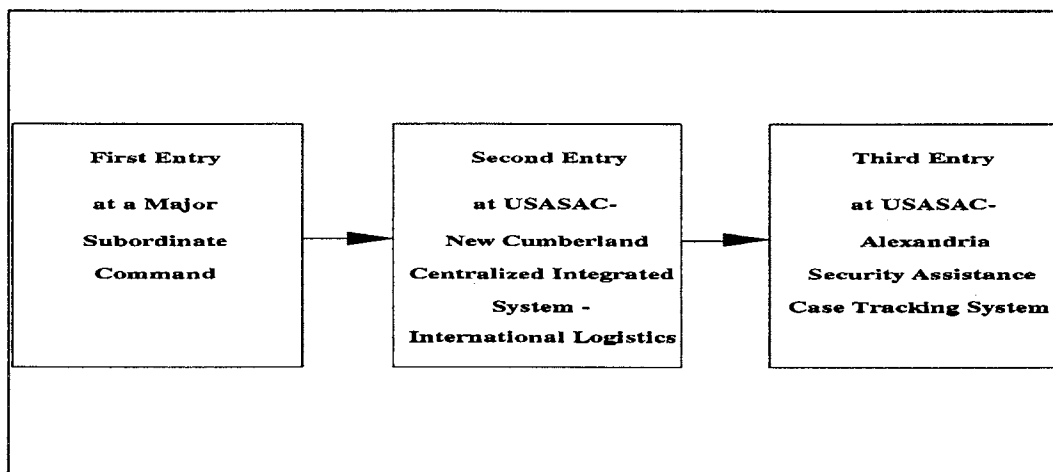 First Entry
at a Major
Subordinate
Command
Second Entry
at USASAC-
New Cumberland
Centralized Integrated
System -
International Logistics
Third Entry
at USASAC-
Alexandria
Security Assistance
Case Tracking System